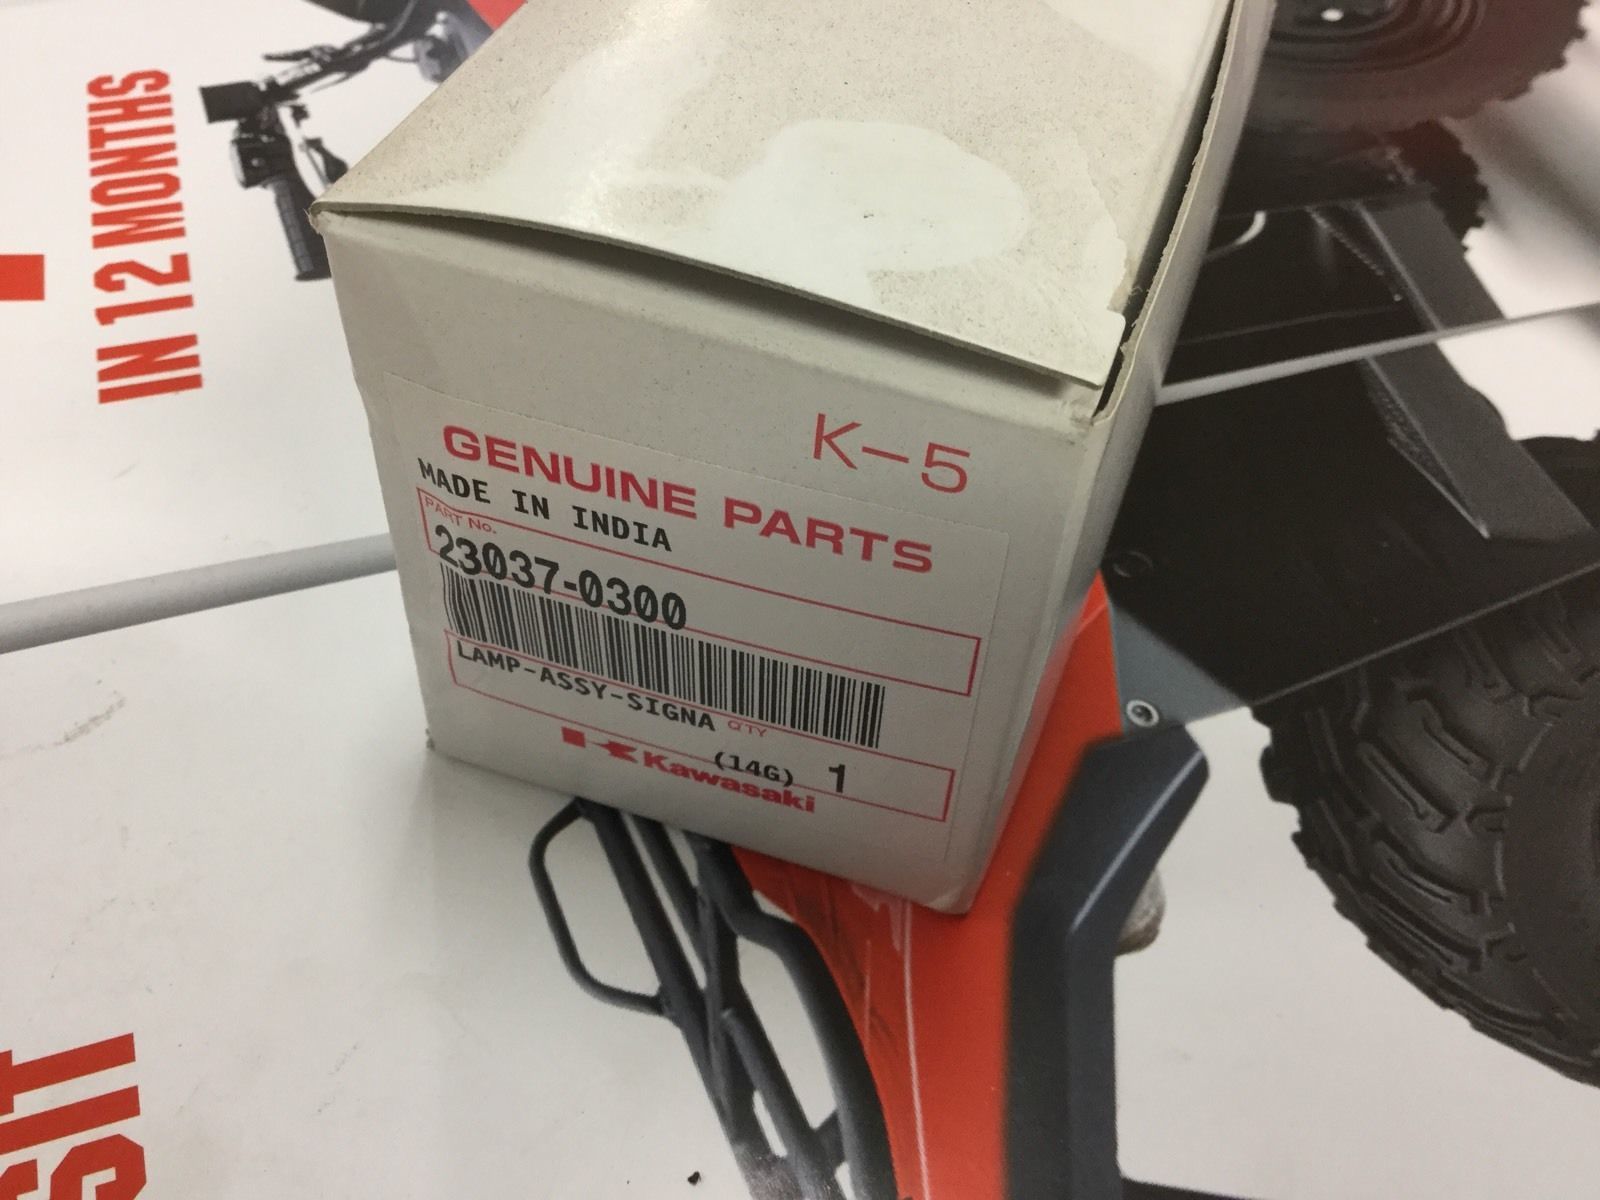 IN 12 MONTHS
K-5
GENUINE PARTS
MADE IN INDIA
PART No.
23037-0300
LAMP-ASSY-SIGNA
Q'TY
(14G) 1
Kawasaki